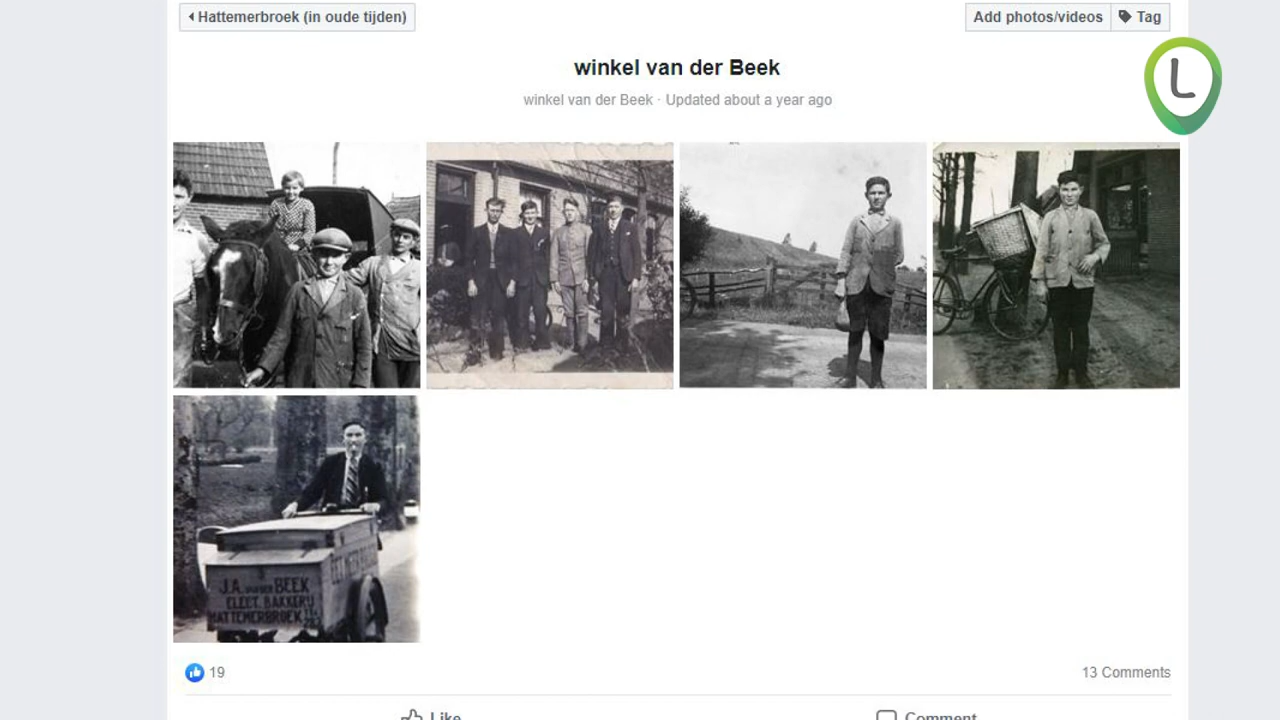 Hattemerbroek (in oude tijden)
Add photos/videos
Tag
L
winkel van der Beek
winkel van der Beek · Updated about a year ago
J.A. VAN DER BEEK
ELECT. BAKKERIJ
HATTEMERBROEK
19
13 Comments
Like
Comment